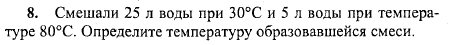 8. Смешали 25 л воды при 30°С и 5 л воды при темпера-
туре 80°С. Определите температуру образовавшейся смеси.